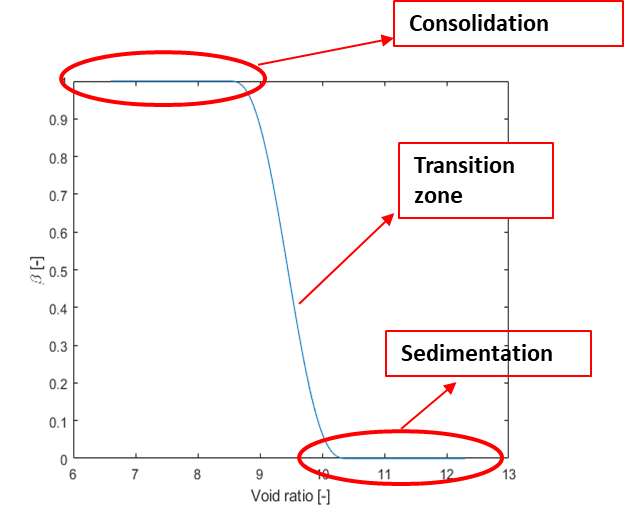 Consolidation
0.9
0.8
Transition
zone
0.7
0.6
0.5
β [-]
0.4
0.3
Sedimentation
0.2
0.1
0
6 7 8 9 10 11 12 13
Void ratio [-]